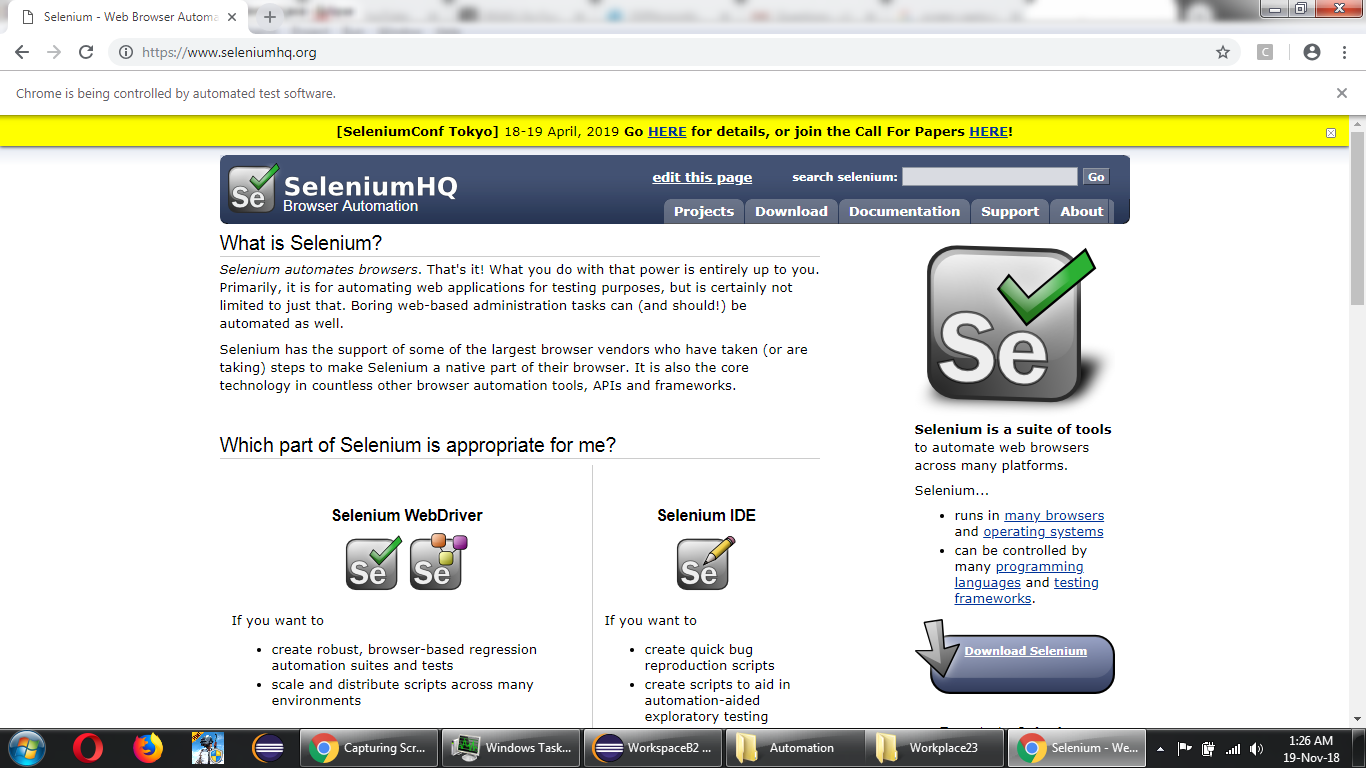 Selenium - Web Browser Automa
https://www.seleniumhq.org
C
Chrome is being controlled by automated test software.
[SeleniumConf Tokyo] 18-19 April, 2019 Go HERE for details, or join the Call For Papers HERE!
Se
SeleniumHQ
Browser Automation
edit this page
search selenium:
Go
Projects
Download
Documentation
Support
About
What is Selenium?
Selenium automates browsers. That's it! What you do with that power is entirely up to you.
Primarily, it is for automating web applications for testing purposes, but is certainly not
limited to just that. Boring web-based administration tasks can (and should!) be
automated as well.
Selenium has the support of some of the largest browser vendors who have taken (or are
taking) steps to make Selenium a native part of their browser. It is also the core
technology in countless other browser automation tools, APIs and frameworks.
Which part of Selenium is appropriate for me?
Selenium WebDriver
Se
Se
If you want to
create robust, browser-based regression
automation suites and tests
scale and distribute scripts across many
environments
Selenium IDE
Se
If you want to
create quick bug
reproduction scripts
create scripts to aid in
automation-aided
exploratory testing
Se
Selenium is a suite of tools
to automate web browsers
across many platforms.
Selenium...
runs in many browsers
and operating systems
can be controlled by
many programming
languages and testing
frameworks.
Download Selenium
Capturing Scr...
Windows Task...
WorkspaceB2 ...
Automation
Workplace23
Selenium - We...
1:26 AM
19-Nov-18